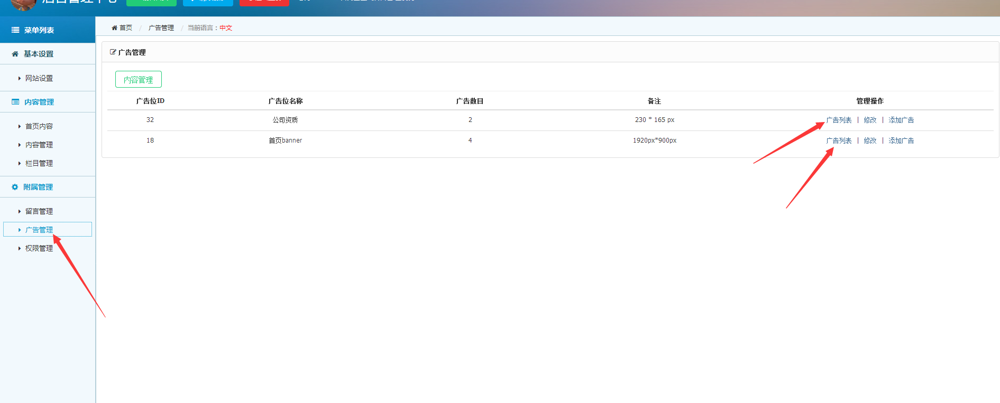 菜单列表
首页 / 广告管理 / 当前语言：中文
基本设置
网站设置
内容管理
首页内容
内容管理
栏目管理
附属管理
留言管理
广告管理
权限管理
广告管理
内容管理
广告位ID 广告位名称 广告数目 备注 管理操作
32 公司资质 2 230 * 165 px 广告列表 | 修改 | 添加广告
18 首页banner 4 1920px*900px 广告列表 | 修改 | 添加广告